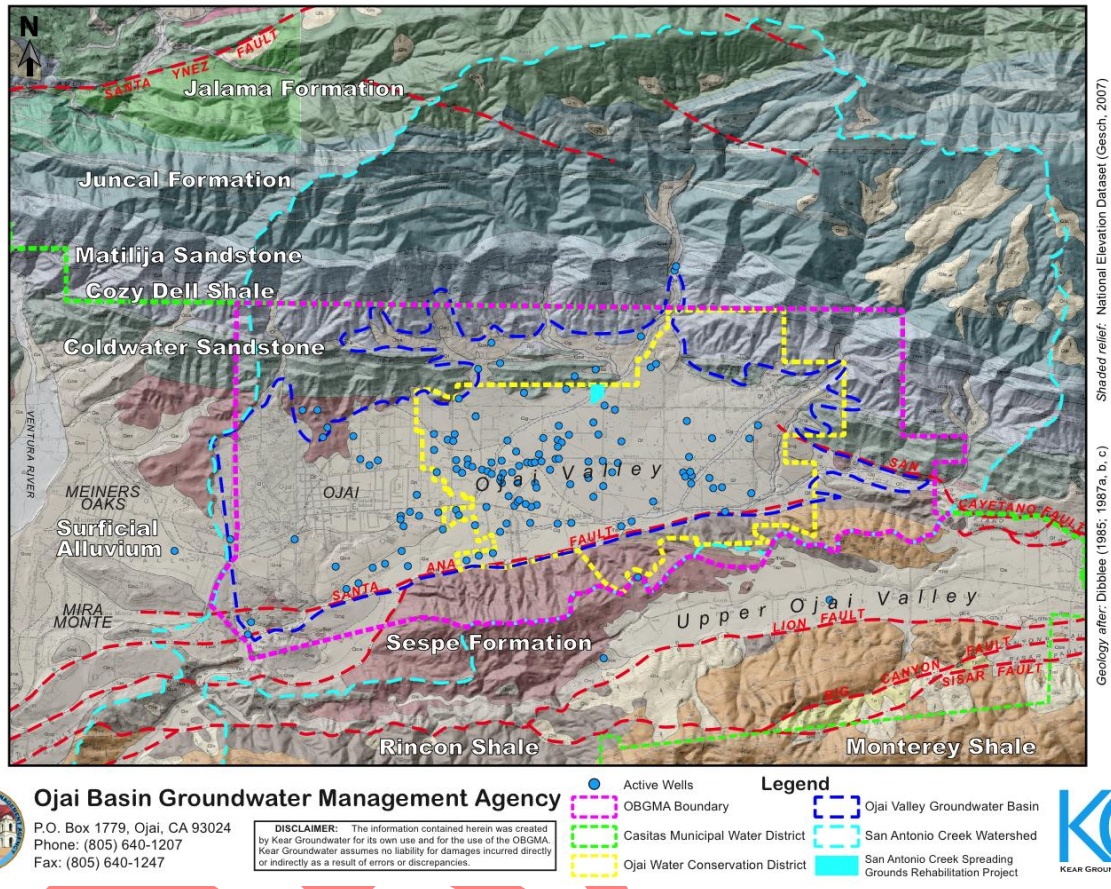 N
SANTA YNEZ FAULT
Jalama Formation
Juncal Formation
Matilija Sandstone
Cozy Dell Shale
Coldwater Sandstone
VENTURA RIVER
MEINERS
OAKS
OJAI
Ojai Valley
SAN
CAYETANO FAULT
Surficial
Alluvium
SANTA ANA FAULT
MIRA
MONTE
Sespe Formation
Upper Ojai Valley
LION FAULT
BIG CANYON FAULT
SISAR FAULT
Rincon Shale
Monterey Shale
Shaded relief: National Elevation Dataset (Gesch, 2007)
Geology after: Dibblee (1985; 1987a, b, c)
Ojai Basin Groundwater Management Agency
P.O. Box 1779, Ojai, CA 93024
Phone: (805) 640-1207
Fax: (805) 640-1247
DISCLAIMER: The information contained herein was created
by Kear Groundwater for its own use and for the use of the OBGMA.
Kear Groundwater assumes no liability for damages incurred directly
or indirectly as a result of errors or discrepancies.
Legend
Active Wells
OBGMA Boundary
Casitas Municipal Water District
Ojai Water Conservation District
Ojai Valley Groundwater Basin
San Antonio Creek Watershed
San Antonio Creek Spreading
Grounds Rehabilitation Project
KEAR GROUN